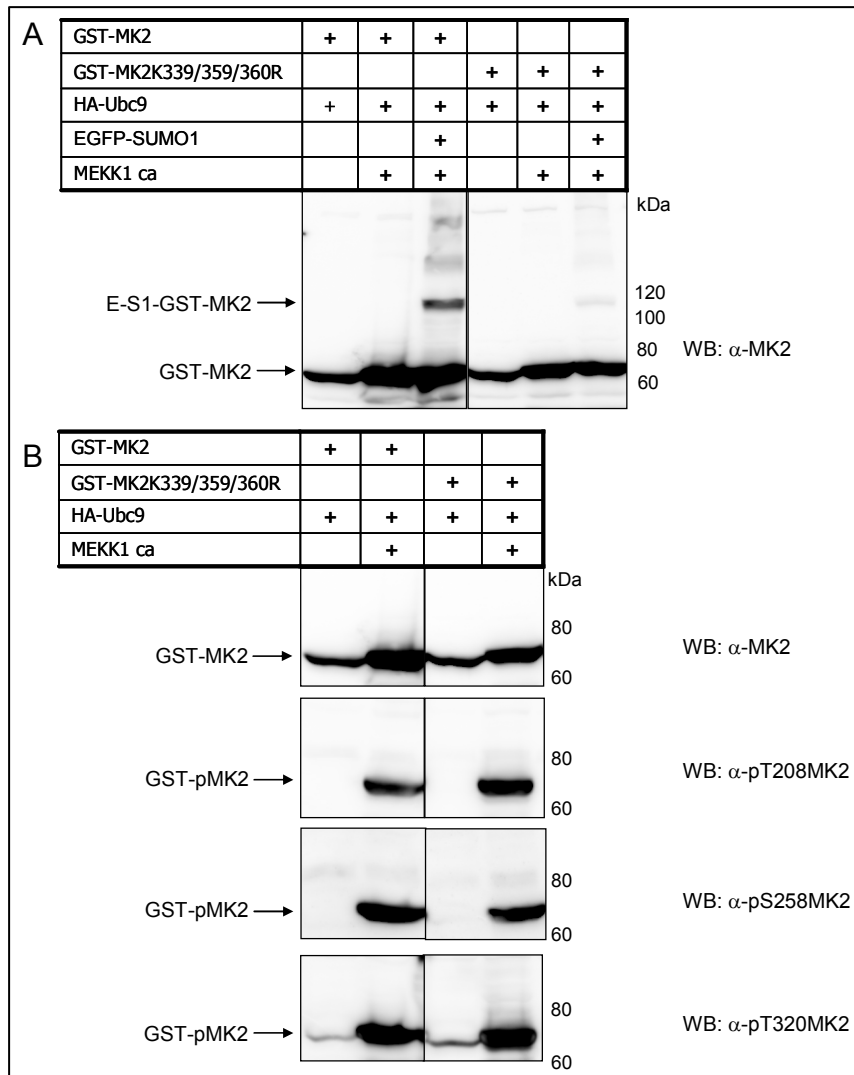 A
GST-MK2 + + +
GST-MK2K339/359/360R + + +
HA-Ubc9 + + + + + +
EGFP-SUMO1 + +
MEKK1 ca + + + +
kDa
E-S1-GST-MK2
120
100
80
WB: α-MK2
GST-MK2
60
B
GST-MK2 + +
GST-MK2K339/359/360R + +
HA-Ubc9 + + + +
MEKK1 ca + +
kDa
80
GST-MK2
WB: α-MK2
60
80
GST-pMK2
WB: α-pT208MK2
60
80
GST-pMK2
WB: α-pS258MK2
60
80
GST-pMK2
WB: α-pT320MK2
60